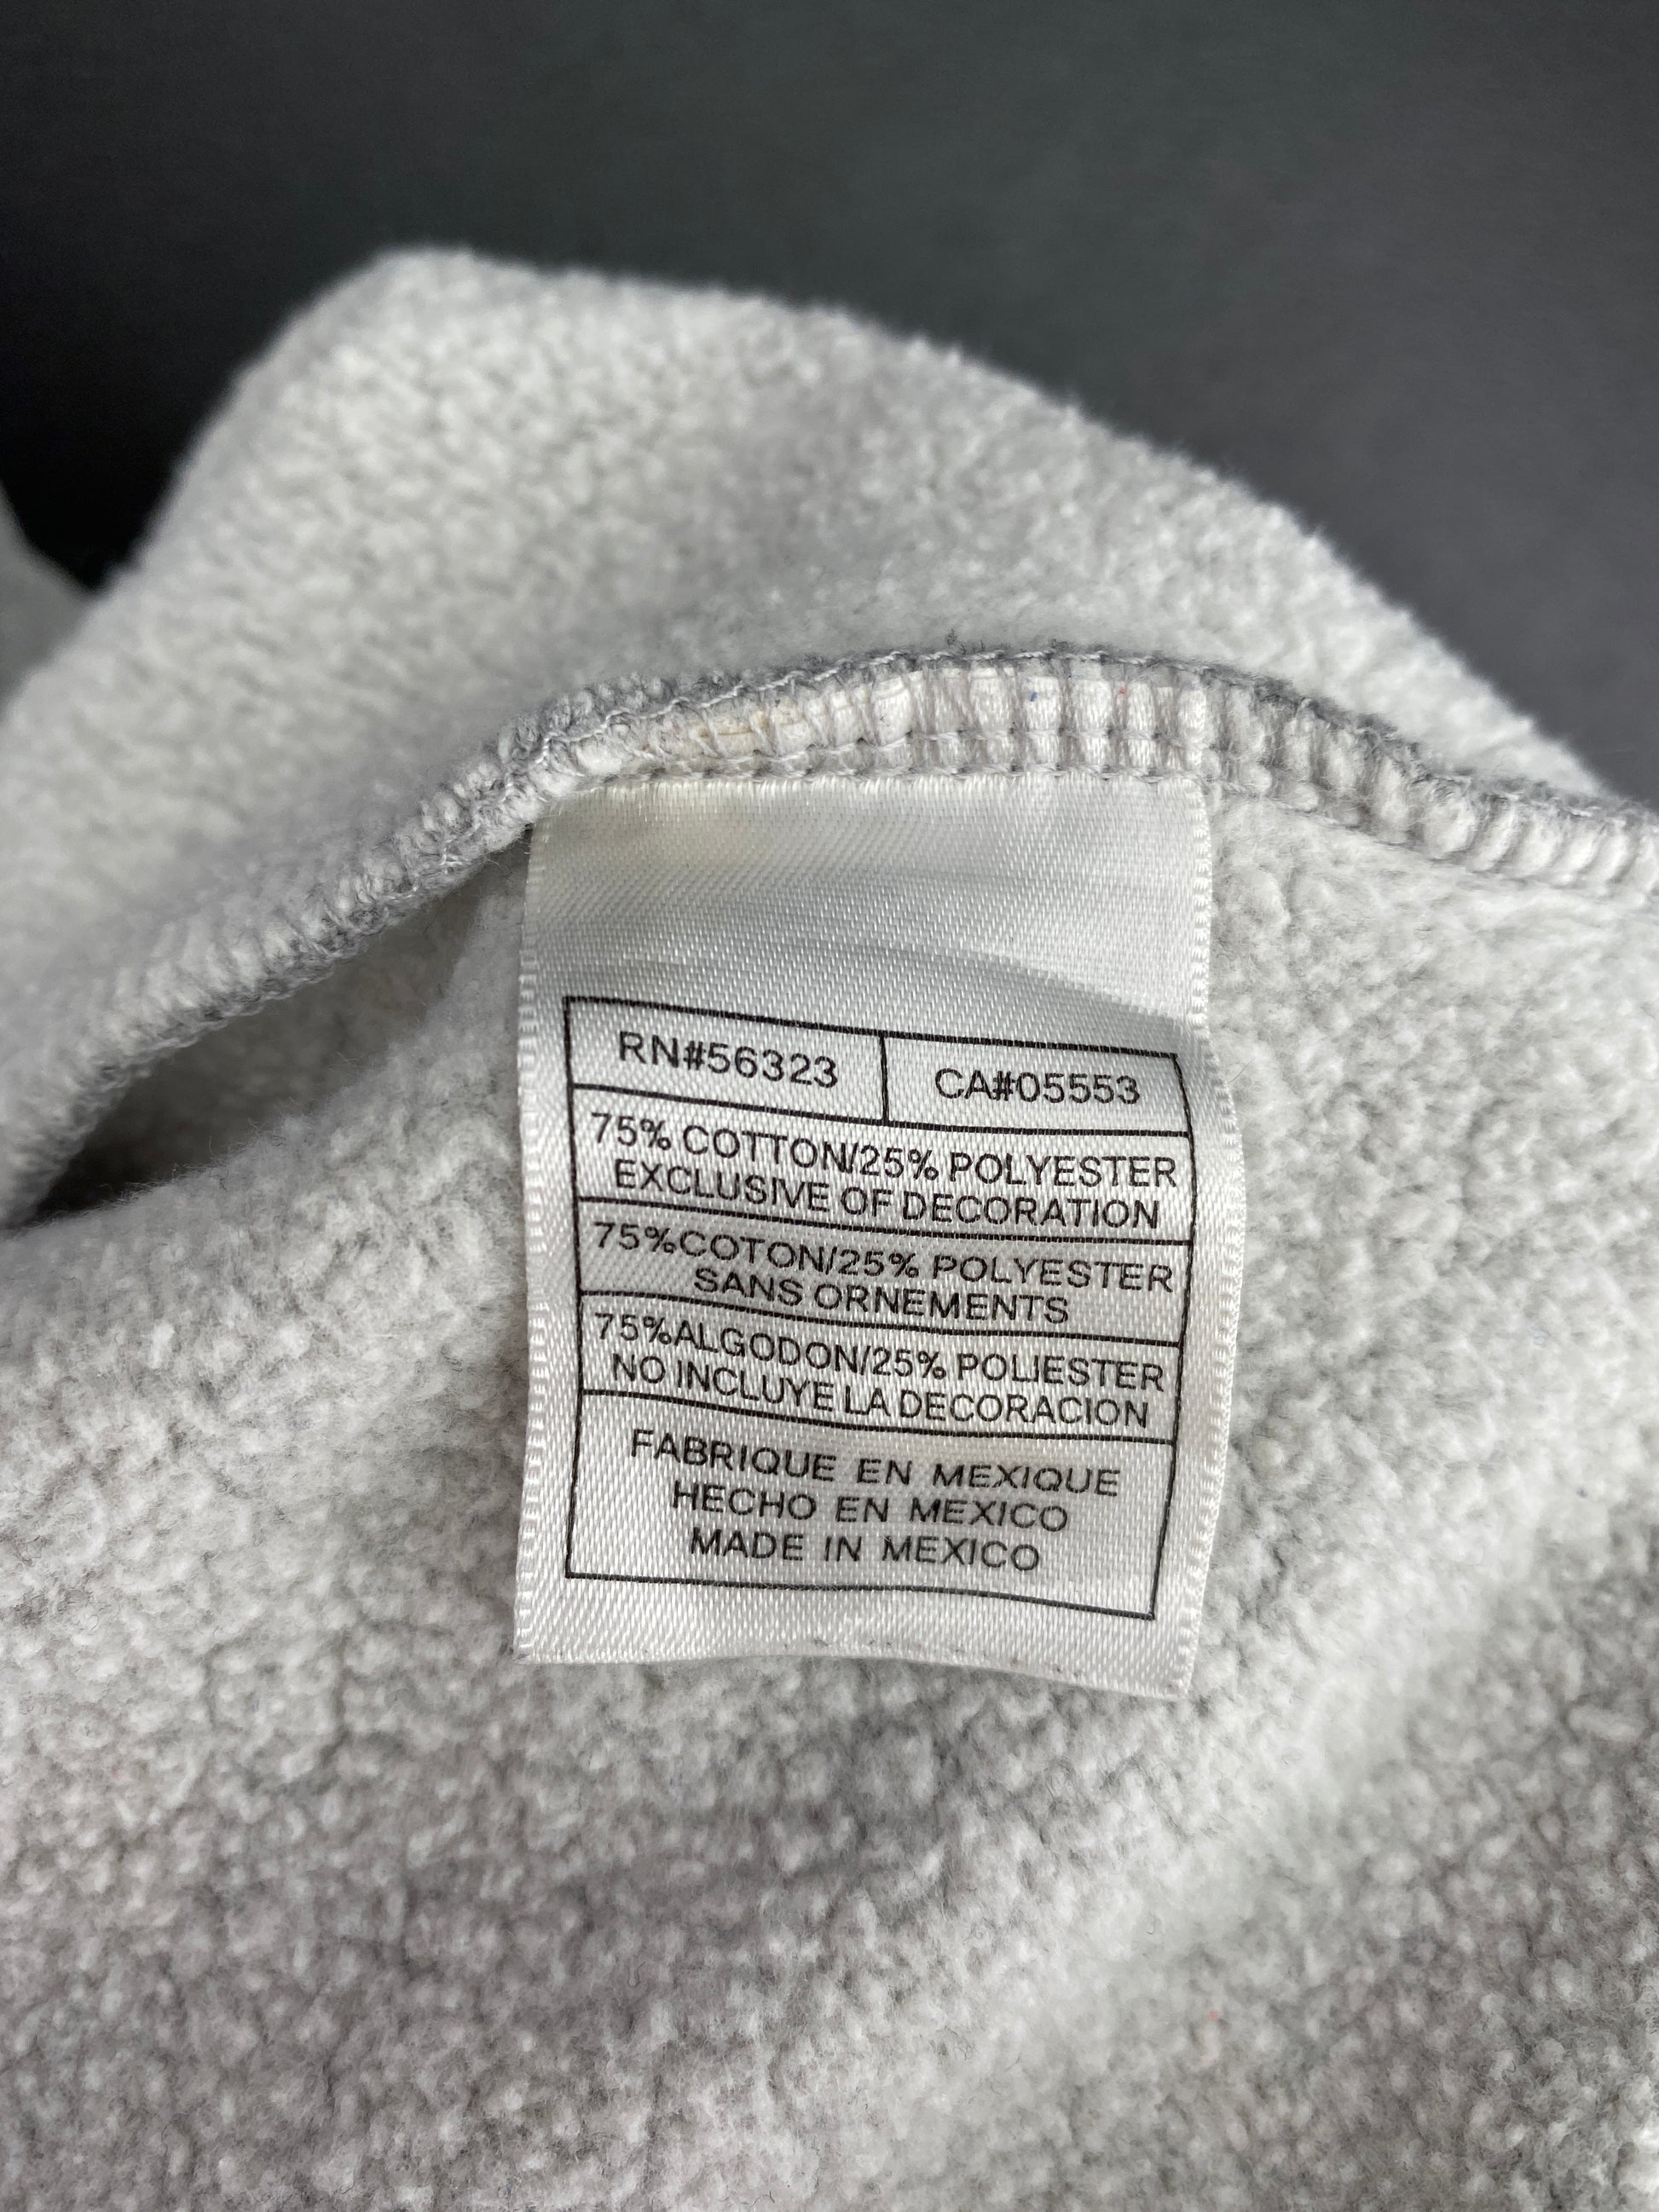 RN#56323 CA#05553
75% COTTON/25% POLYESTER
EXCLUSIVE OF DECORATION
75%COTON/25% POLYESTER
SANS ORNEMENTS
75%ALGODON/25% POLIESTER
NO INCLUYE LA DECORACION
FABRIQUE EN MEXIQUE
HECHO EN MEXICO
MADE IN MEXICO